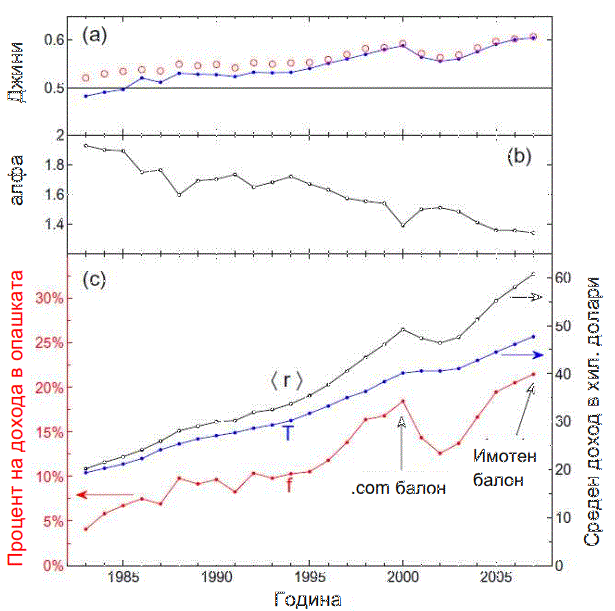 (a)
0.6
0.5
Джини
2
1.8
1.6
1.4
алфа
(b)
(c)
30%
25%
20%
15%
10%
5%
0%
Процент на дохода в опашката
60
50
40
30
20
10
0
Среден доход в хил. долари
⟨ r ⟩
T
f
.com балон
Имотен
балон
1985
1990
1995
2000
2005
Година